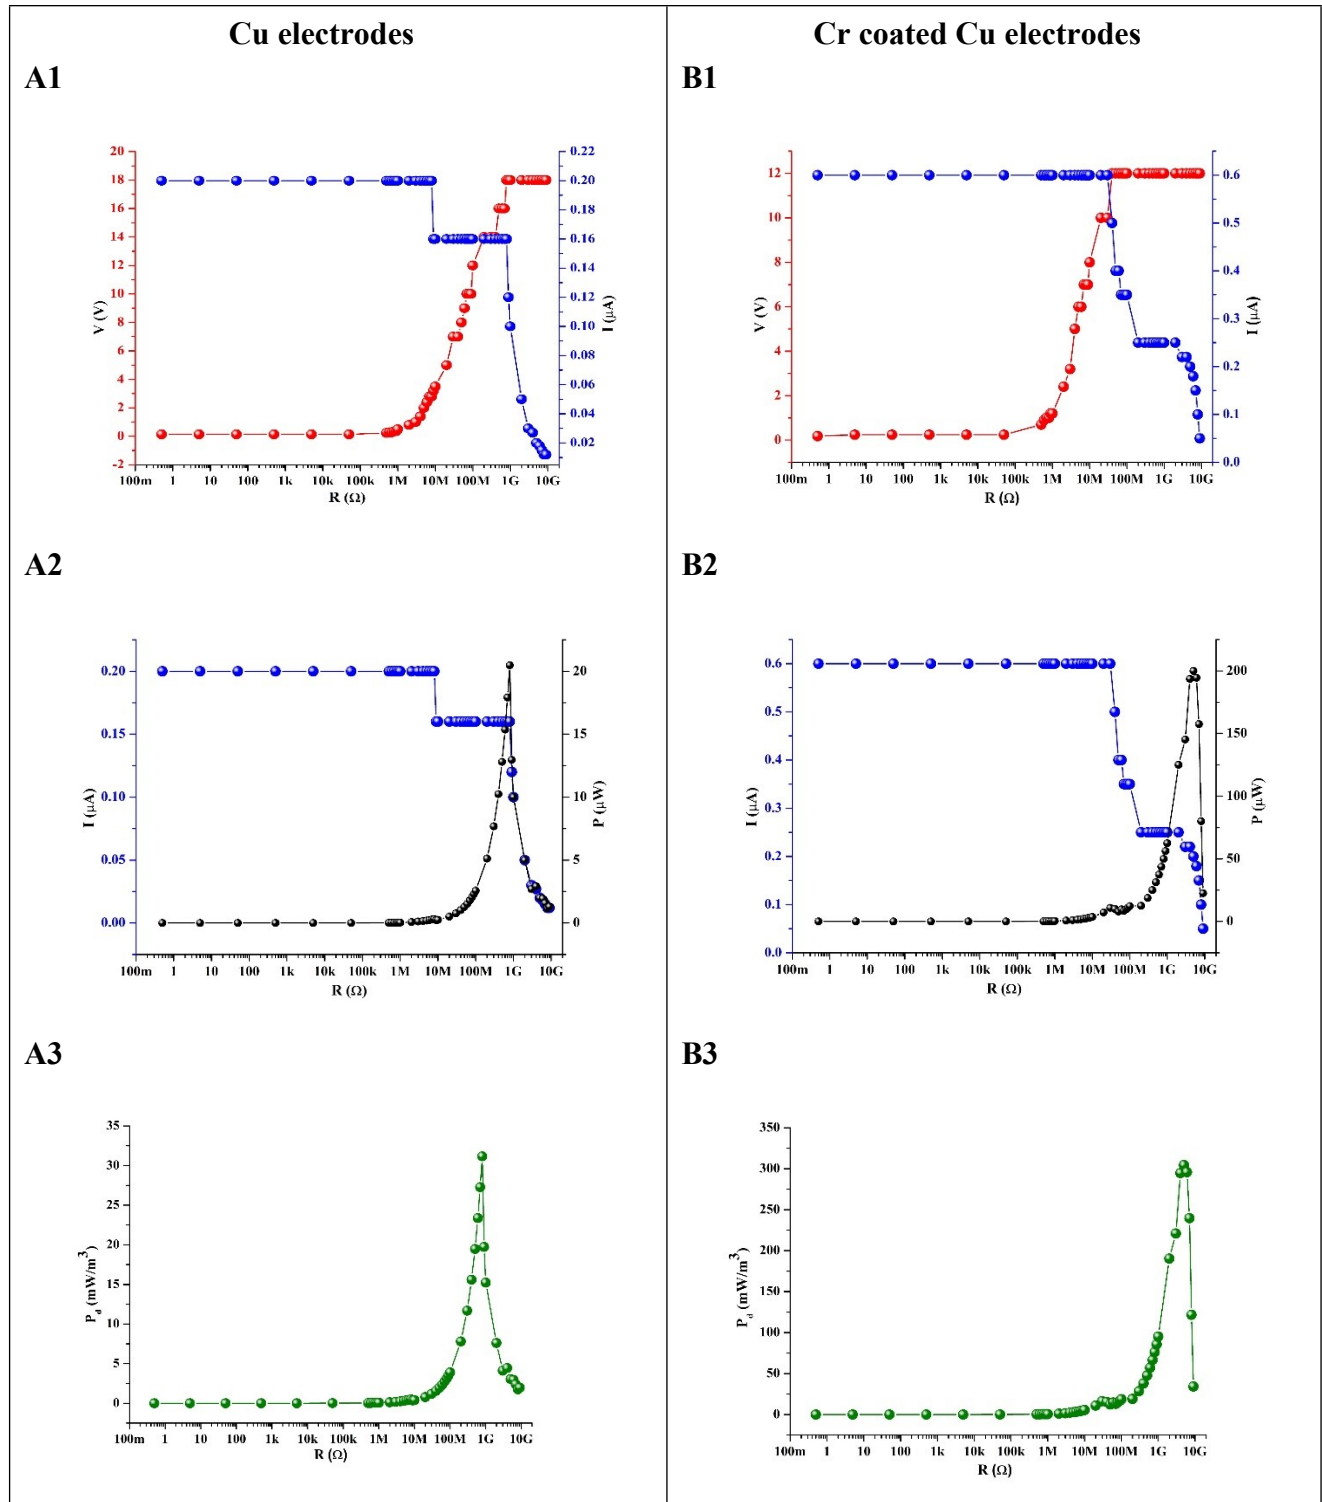 Cu electrodes
Cr coated Cu electrodes
A1
B1
20
18
16
14
12
10
8
6
4
2
0
-2
V (V)
0.22
0.20
0.18
0.16
0.14
0.12
0.10
0.08
0.06
0.04
0.02
I (μA)
100m 1 10 100 1k 10k 100k 1M 10M 100M 1G 10G
R (Ω)
12
10
8
6
4
2
0
V (V)
0.6
0.5
0.4
0.3
0.2
0.1
0.0
I (μA)
100m 1 10 100 1k 10k 100k 1M 10M 100M 1G 10G
R (Ω)
A2
B2
0.20
0.15
0.10
0.05
0.00
I (μA)
20
15
10
5
0
P (μW)
100m 1 10 100 1k 10k 100k 1M 10M 100M 1G 10G
R (Ω)
0.6
0.5
0.4
0.3
0.2
0.1
0.0
I (μA)
200
150
100
50
0
P (μW)
100m 1 10 100 1k 10k 100k 1M 10M 100M 1G 10G
R (Ω)
A3
B3
35
30
25
20
15
10
5
0
P_d (mW/m³)
100m 1 10 100 1k 10k 100k 1M 10M 100M 1G 10G
R (Ω)
350
300
250
200
150
100
50
0
P_d (mW/m³)
100m 1 10 100 1k 10k 100k 1M 10M 100M 1G 10G
R (Ω)